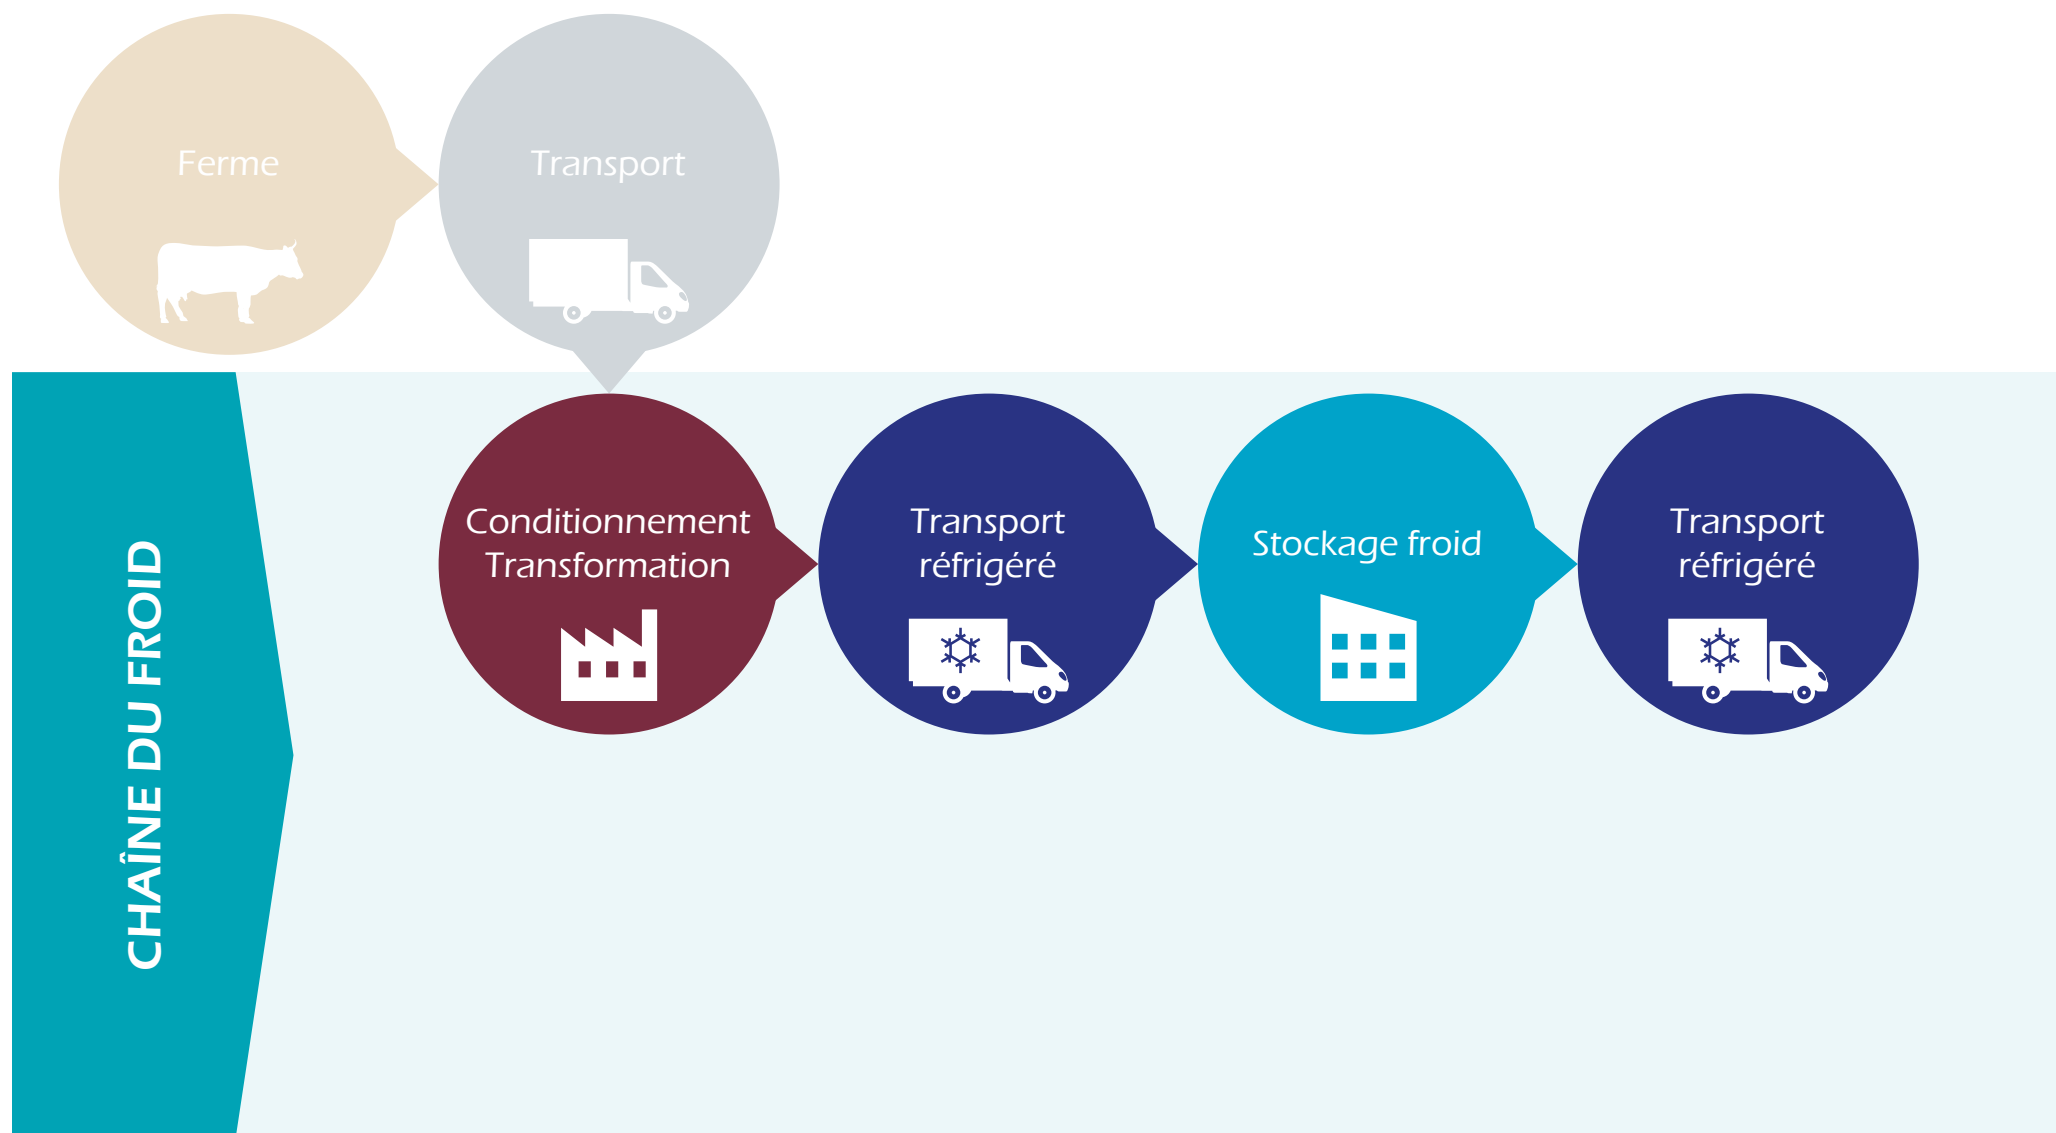 Ferme
Transport
CHAÎNE DU FROID
Conditionnement
Transformation
Transport
réfrigéré
Stockage froid
Transport
réfrigéré